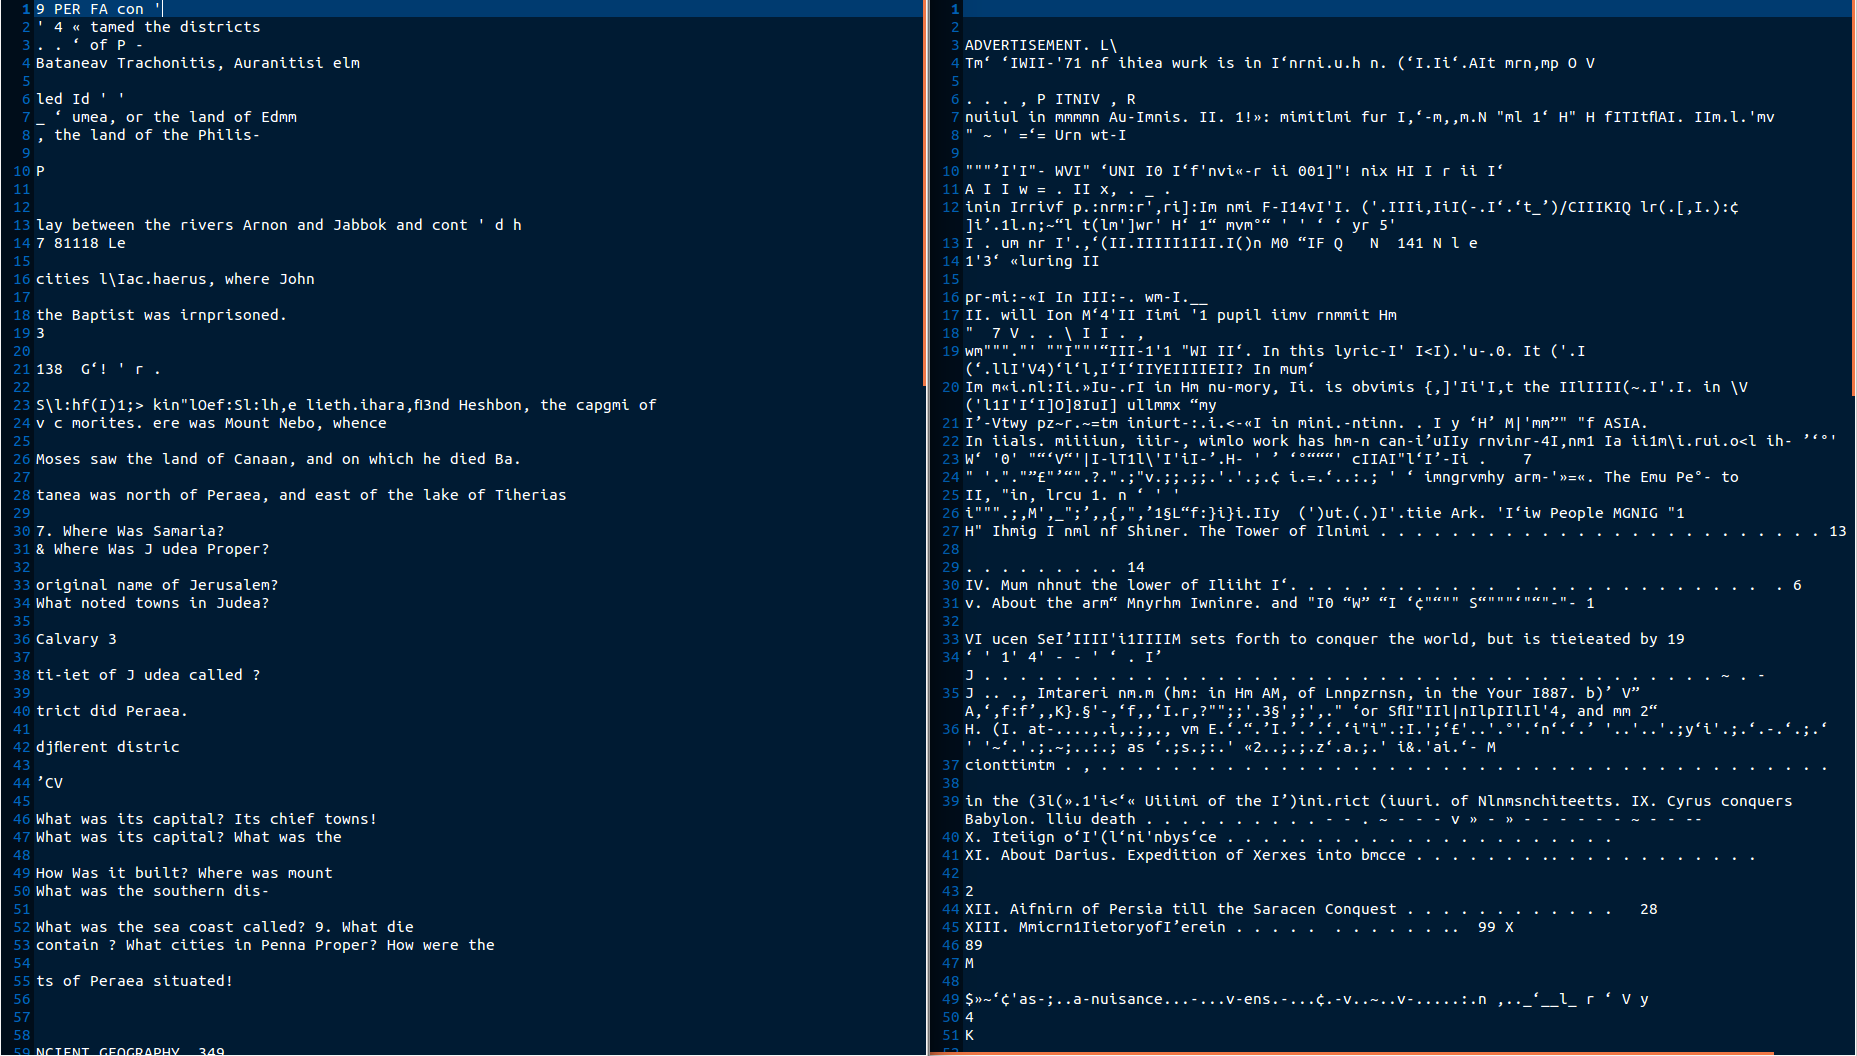 1 9 PER FA con '
2 ' 4 « tamed the districts
3 . . ‘ of P -
4 Bataneav Trachonitis, Auranitisi elm
5
6 led Id ' '
7 _ ‘ umea, or the land of Edmm
8 , the land of the Philis-
9
10 P
11
12
13 lay between the rivers Arnon and Jabbok and cont ' d h
14 7 81118 Le
15
16 cities l\Iac.haerus, where John
17
18 the Baptist was irnprisoned.
19 3
20
21 138  G‘! ' r .
22
23 S\l:hf(I)1;> kin"lOef:Sl:lh,e lieth.ihara,fl3nd Heshbon, the capgmi of
24 v c morites. ere was Mount Nebo, whence
25
26 Moses saw the land of Canaan, and on which he died Ba.
27
28 tanea was north of Peraea, and east of the lake of Tiherias
29
30 7. Where Was Samaria?
31 & Where Was J udea Proper?
32
33 original name of Jerusalem?
34 What noted towns in Judea?
35
36 Calvary 3
37
38 ti-iet of J udea called ?
39
40 trict did Peraea.
41
42 djflerent distric
43
44 ’CV
45
46 What was its capital? Its chief towns!
47 What was its capital? What was the
48
49 How Was it built? Where was mount
50 What was the southern dis-
51
52 What was the sea coast called? 9. What die
53 contain ? What cities in Penna Proper? How were the
54
55 ts of Peraea situated!
56
57
58
59 NCIENT GEOGRAPHY. 349
1
2
3 ADVERTISEMENT. L\
4 Tm‘ ‘IWII-'71 nf ihiea wurk is in I‘nrni.u.h n. (‘I.Ii‘.AIt mrn,mp O V
5
6 . . . , P ITNIV , R
7 nuiiul in mmmmn Au-Imnis. II. 1!»: mimitlmi fur I,‘-m,,m.N "ml 1‘ H" H fITItflAI. IIm.l.'mv
8 " ~ ' =‘= Urn wt-I
9
10 """’I'I"- WVI" ‘UNI I0 I‘f'nvi«-r ii 001]"! nix HI I r ii I‘
11 A I I w = . II x, . _ .
12 inin Irrivf p.:nrm:r',ri]:Im nmi F-I14vI'I. ('.IIIi,IiI(-.I‘.‘t_’)/CIIIKIQ lr(.[,I.):¢
]i’.1l.n;~“l t(lm']wr' H‘ 1“ mvm°“ ' ' ‘ ‘ yr 5'
13 I . um nr I'.,‘(II.IIIII1I1I.I()n M0 “IF Q   N  141 N l e
14 1'3‘ «luring II
15
16 pr-mi:-«I In III:-. wm-I.__
17 II. will Ion M‘4'II Iimi '1 pupil iimv rnmmit Hm
18 "  7 V . . \ I I . ,
19 wm"""."' ""I""'“III-1'1 "WI II‘. In this lyric-I' I<I).'u-.0. It ('.I
(‘.llI'V4)‘l‘l,I‘I‘IIYEIIIIEII? In mum‘
20 Im m«i.nl:Ii.»Iu-.rI in Hm nu-mory, Ii. is obvimis {,]'Ii'I,t the IIlIIII(~.I'.I. in \V
('l1I'I‘I]O]8IuI] ullmmx “my
21 I’-Vtwy pz~r.~=tm iniurt-:.i.<-«I in mini.-ntinn. . I y ‘H’ M|'mm”" "f ASIA.
22 In iials. miiiiun, iiir-, wimlo work has hm-n can-i’uIIy rnvinr-4I,nm1 Ia ii1m\i.rui.o<l ih- ’‘°'
23 W‘ '0' "“‘V“'|I-lT1l\'I'iI-’.H- ' ’ ‘°““““' cIIAI"l‘I’-Ii .    7
24 " '."."”£"’“".?.".;"v.;;.;;.'.'.;.¢ i.=.‘..:.; ' ‘ imngrvmhy arm-'»=«. The Emu Pe°- to
25 II, "in, lrcu 1. n ‘ ' '
26 i""".;,M',_";’,,{,",’1§L“f:}i}i.IIy  (')ut.(.)I'.tiie Ark. 'I‘iw People MGNIG "1
27 H" Ihmig I nml nf Shiner. The Tower of Ilnimi . . . . . . . . . . . . . . . . . . . . . . . . . 13
28
29 . . . . . . . . . 14
30 IV. Mum nhnut the lower of Iliiht I‘. . . . . . . . . . . . . . . . . . . . . . . . . . . .  . 6
31 v. About the arm“ Mnyrhm Iwninre. and "I0 “W” “I ‘¢"“"" S“"""‘"“"-"- 1
32
33 VI ucen SeI’IIII'i1IIIIM sets forth to conquer the world, but is tieieated by 19
34 ‘ ' 1' 4' - - ' ‘ . I’
J . . . . . . . . . . . . . . . . . . . . . . . . . . . . . . . . . . . . . . . . . ~ . -
35 J .. ., Imtareri nm.m (hm: in Hm AM, of Lnnpzrnsn, in the Your I887. b)’ V”
A,‘,f:f’,,K}.§'-,‘f,,‘I.r,?"";;'.3§',;',." ‘or SflI"IIl|nIlpIIlIl'4, and mm 2“
36 H. (I. at-....,.i,.;,., vm E.‘.“.’I.’.’.‘.‘i"i".:I.';‘£'..'.°'.‘n‘.‘.’ '..'..'.;y‘i'.;.‘.-.‘.;.‘
' '~‘.'.;.~;..:.; as ‘.;s.;:.' «2..;.;.z‘.a.;.' i&.'ai.‘- M
37 cionttimtm . , . . . . . . . . . . . . . . . . . . . . . . . . . . . . . . . . . . . . . . . . .
38
39 in the (3l(».1'i<‘« Uiiimi of the I’)ini.rict (iuuri. of Nlnmsnchiteetts. IX. Cyrus conquers
Babylon. lliu death . . . . . . . . . . - - . ~ - - - v » - » - - - - - - ~ - - --
40 X. Iteiign o‘I'(l‘ni'nbys‘ce . . . . . . . . . . . . . . . . . . . . . .
41 XI. About Darius. Expedition of Xerxes into bmcce . . . . . . . .. . . . . . . . . . . .
42
43 2
44 XII. Aifnirn of Persia till the Saracen Conquest . . . . . . . . . . . .   28
45 XIII. Mmicrn1IietoryofI’erein . . . . .  . . . . . . ..  99 X
46 89
47 M
48
49 $»~‘¢'as-;..a-nuisance...-...v-ens.-...¢.-v..~..v-.....:.n ,.._‘__l_ r ‘ V y
50 4
51 K
52